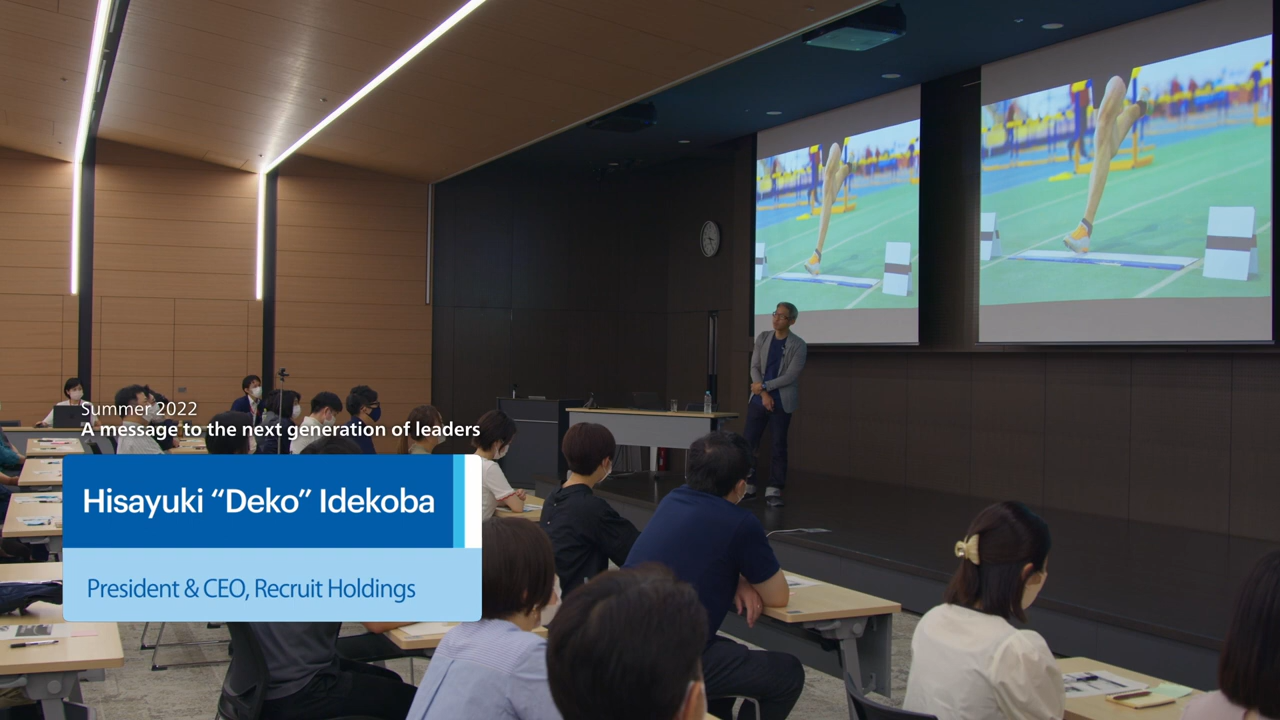 Summer 2022
A message to the next generation of leaders
Hisayuki “Deko” Idekoba
President & CEO, Recruit Holdings